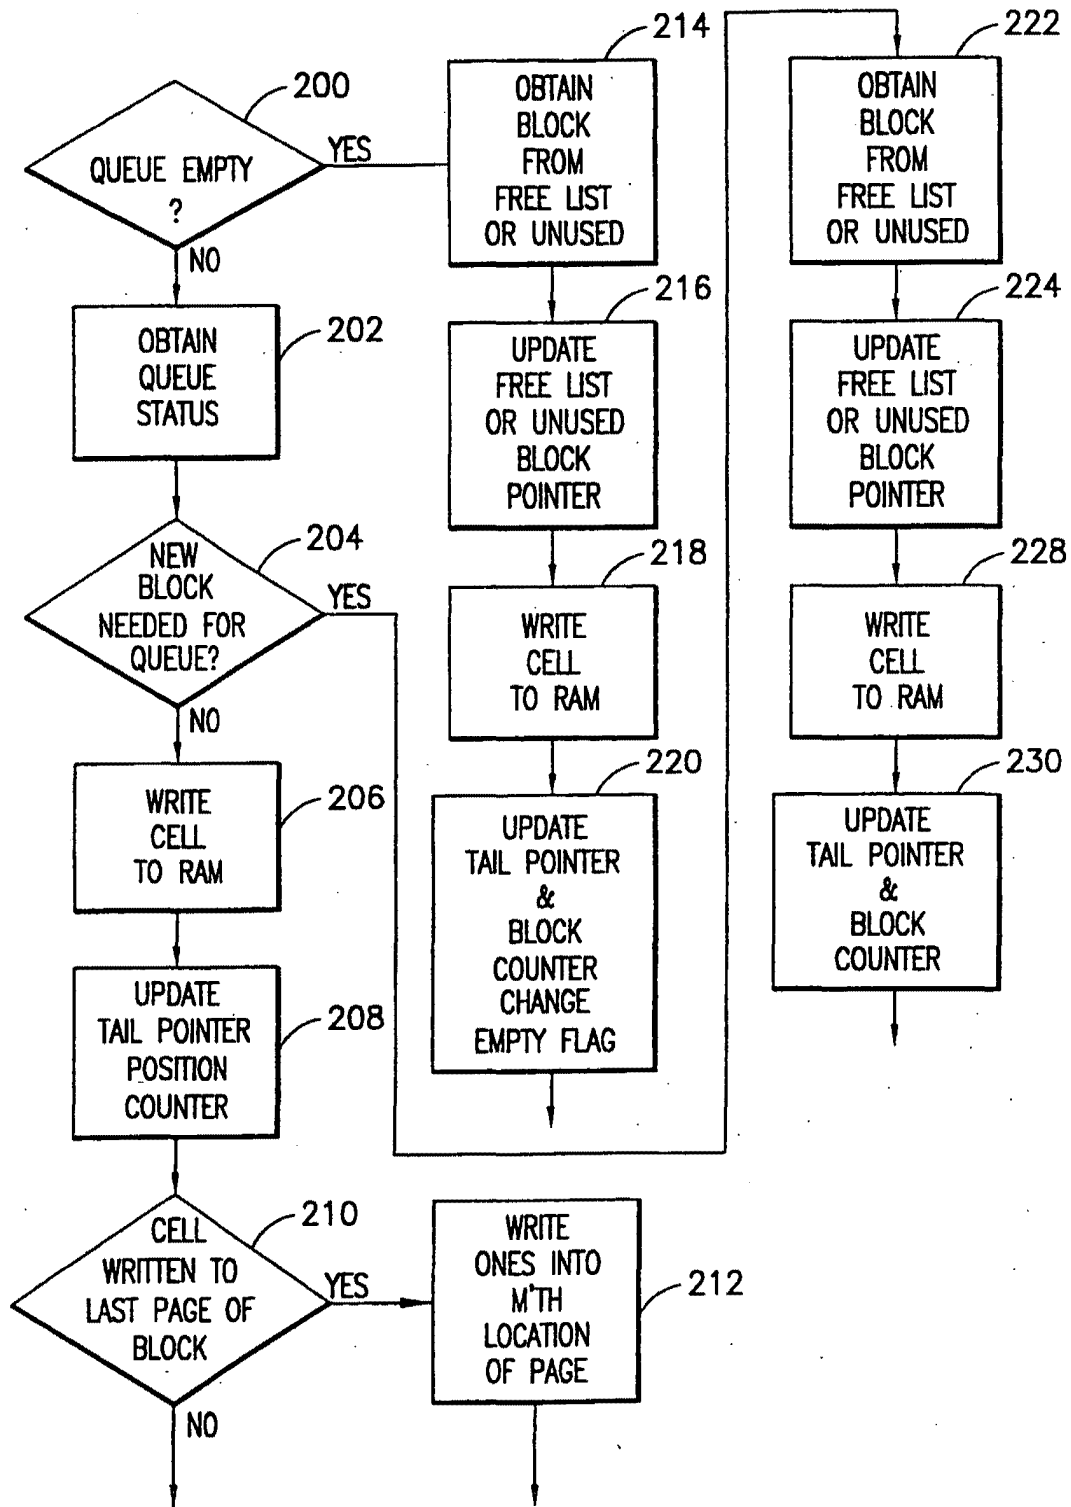 200
QUEUE EMPTY
?
YES
NO
202
OBTAIN
QUEUE
STATUS
204
NEW
BLOCK
NEEDED FOR
QUEUE?
YES
NO
206
WRITE
CELL
TO RAM
208
UPDATE
TAIL POINTER
POSITION
COUNTER
210
CELL
WRITTEN TO
LAST PAGE OF
BLOCK
YES
NO
212
WRITE
ONES INTO
M'TH
LOCATION
OF PAGE
214
OBTAIN
BLOCK
FROM
FREE LIST
OR UNUSED
216
UPDATE
FREE LIST
OR UNUSED
BLOCK
POINTER
218
WRITE
CELL
TO RAM
220
UPDATE
TAIL POINTER
&
BLOCK
COUNTER
CHANGE
EMPTY FLAG
222
OBTAIN
BLOCK
FROM
FREE LIST
OR UNUSED
224
UPDATE
FREE LIST
OR UNUSED
BLOCK
POINTER
228
WRITE
CELL
TO RAM
230
UPDATE
TAIL POINTER
&
BLOCK
COUNTER